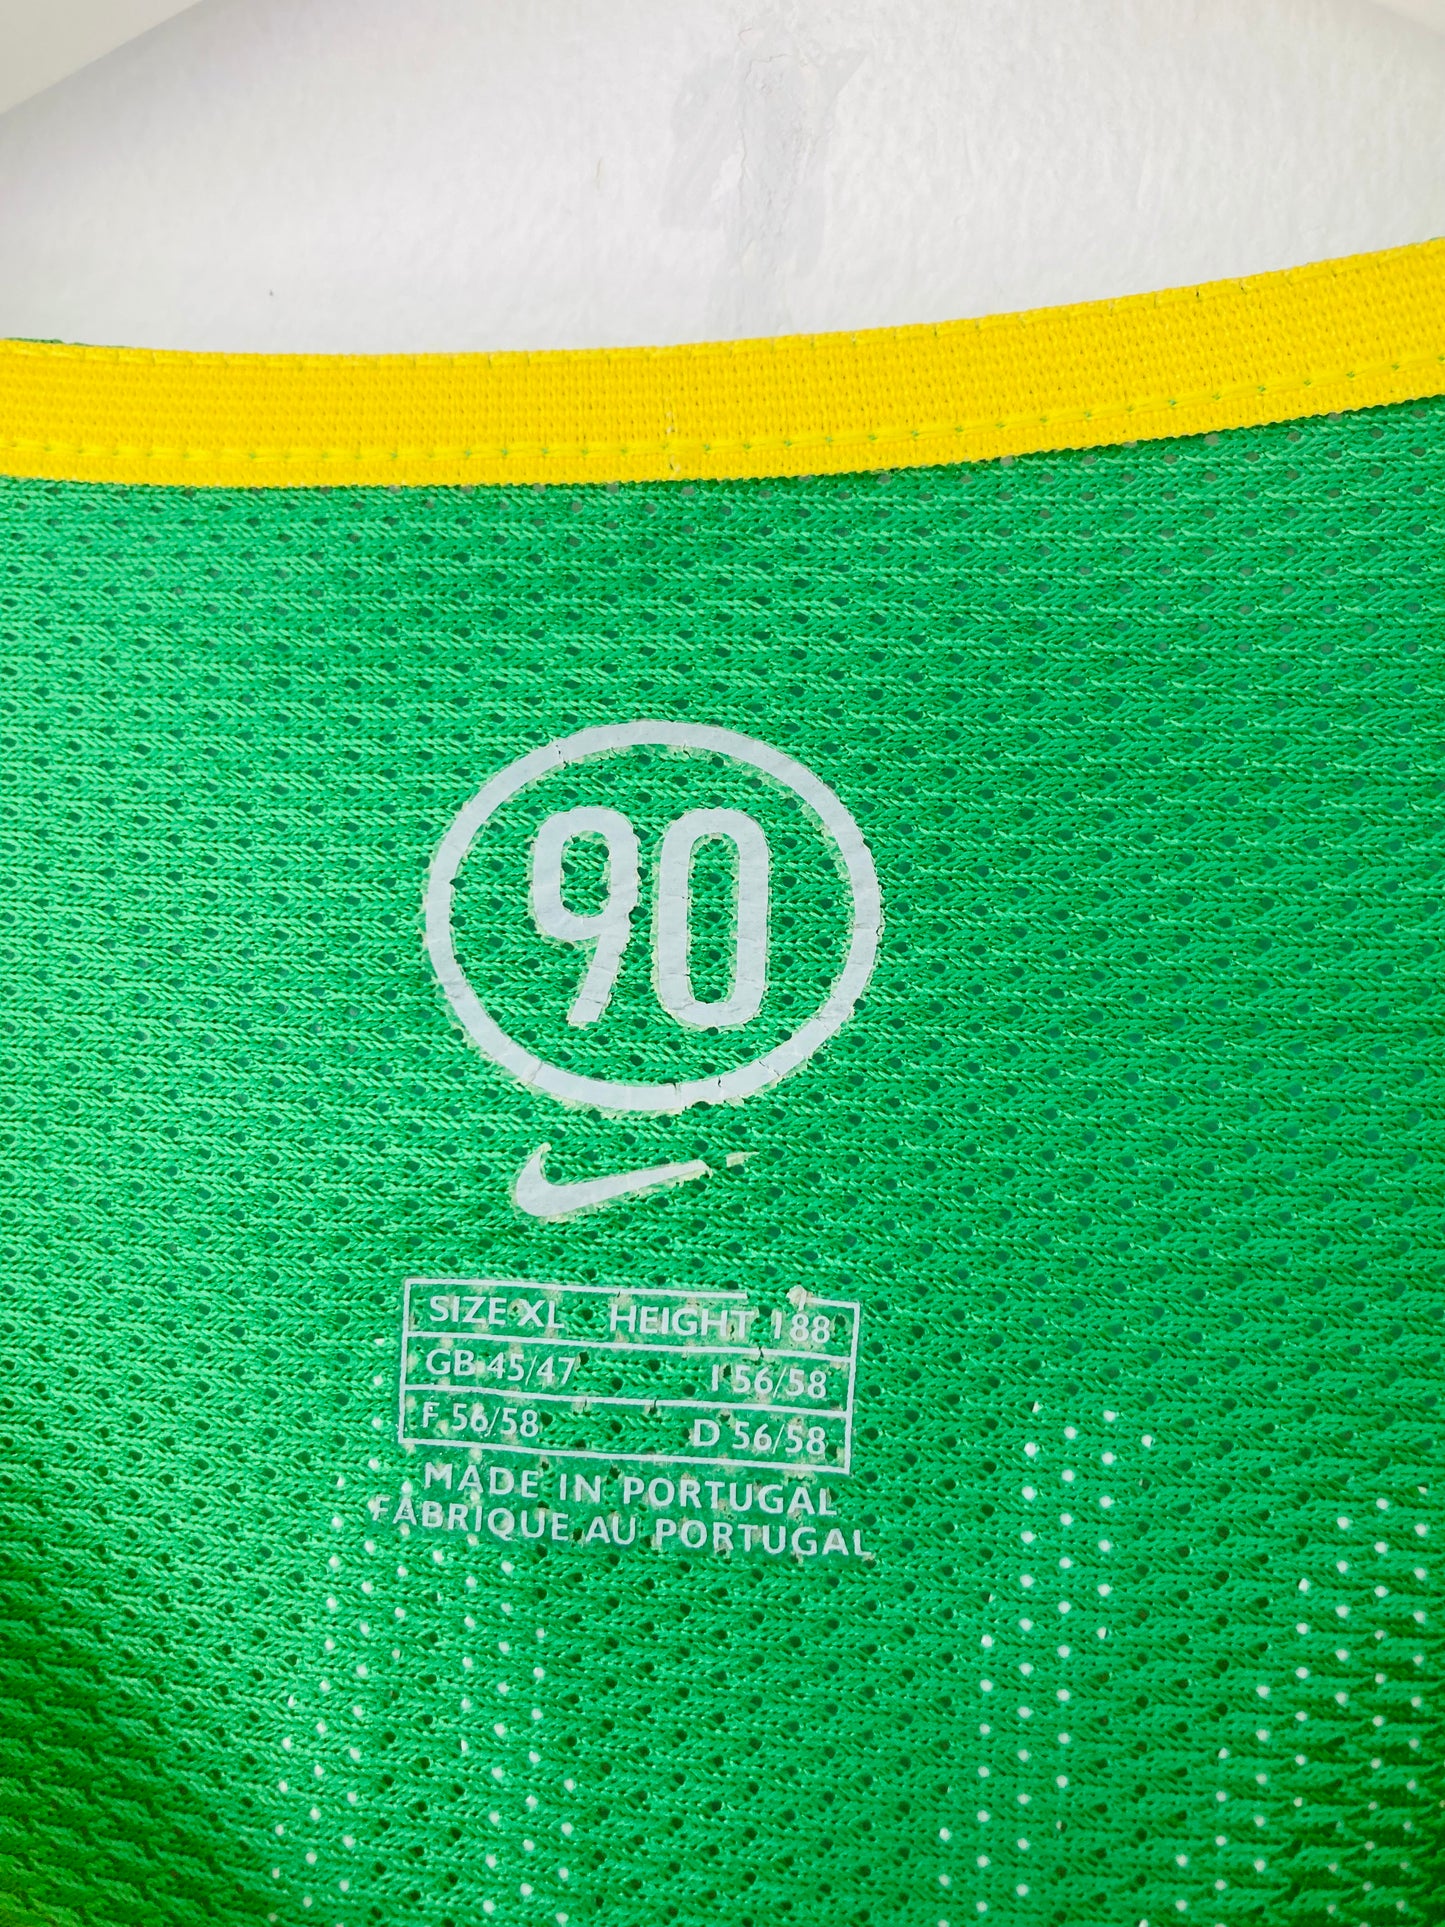 90
SIZE XL HEIGHT 188
GB 45/47 I 56/58
F 56/58 D 56/58
MADE IN PORTUGAL
FABRIQUE AU PORTUGAL